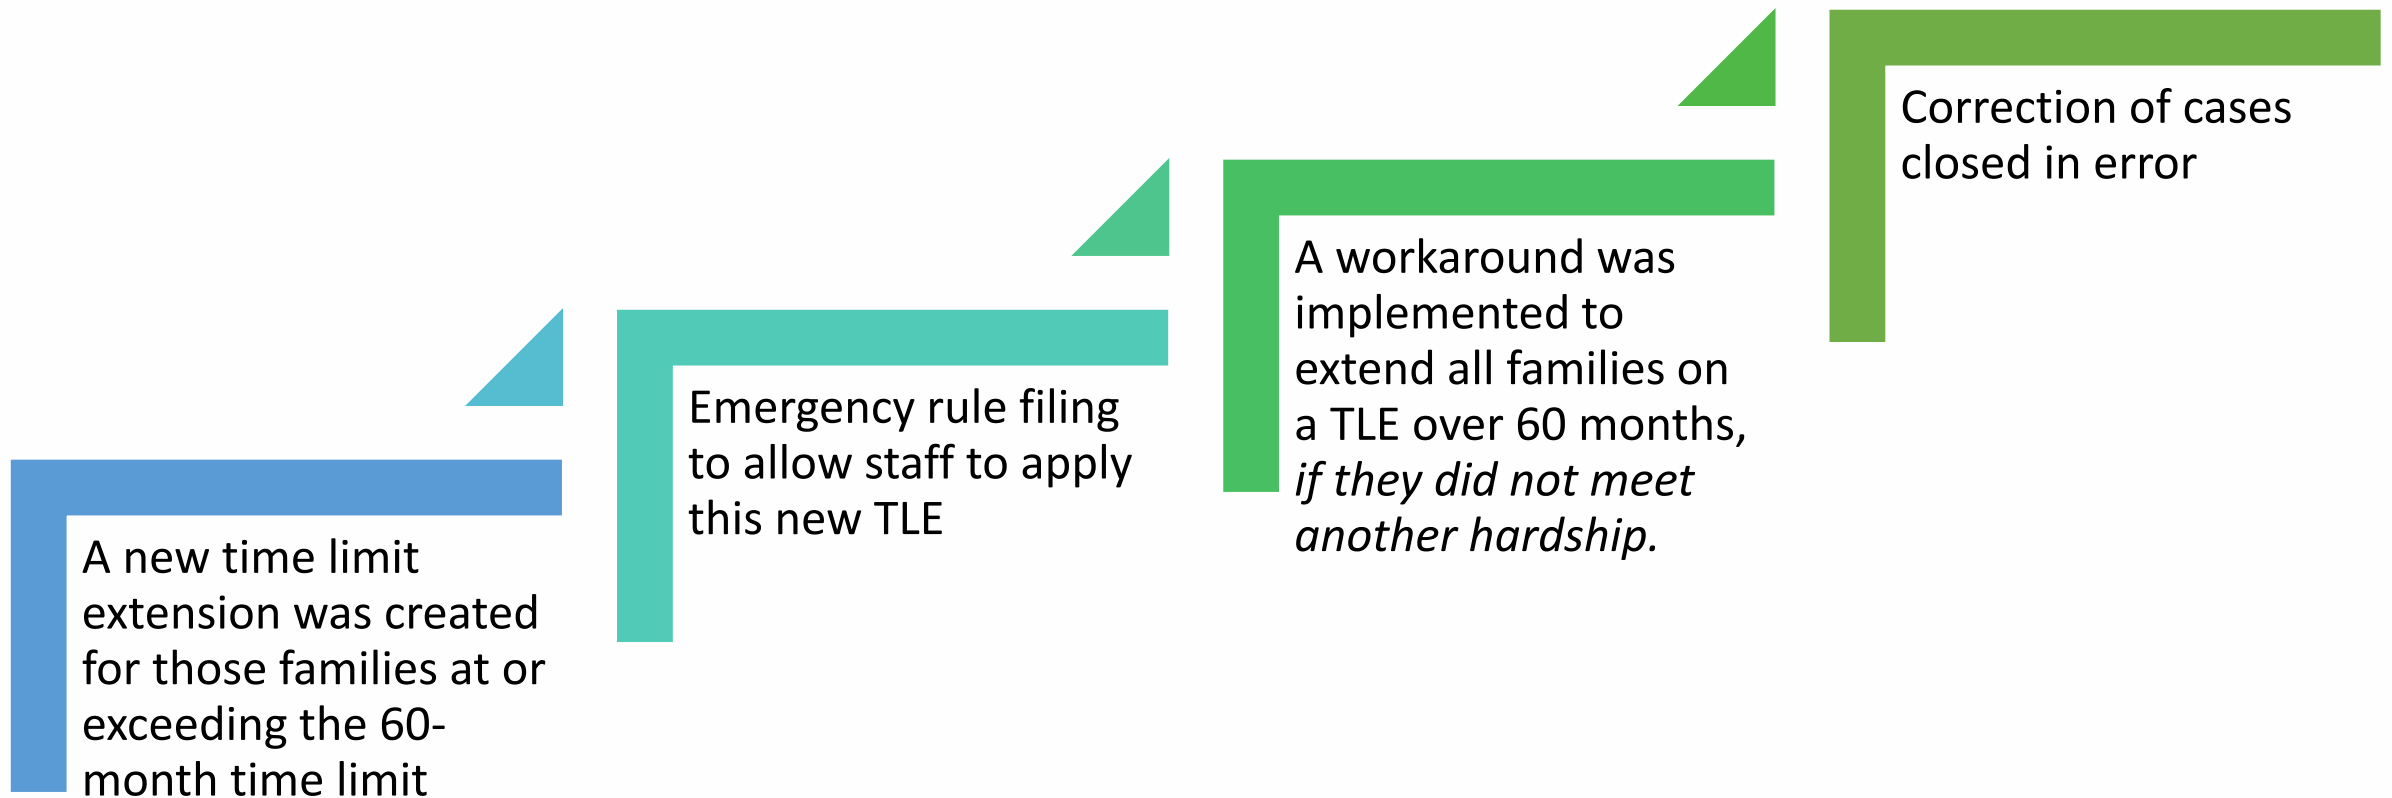 A new time limit
extension was created
for those families at or
exceeding the 60-
month time limit
Emergency rule filing
to allow staff to apply
this new TLE
A workaround was
implemented to
extend all families on
a TLE over 60 months,
if they did not meet
another hardship.
Correction of cases
closed in error